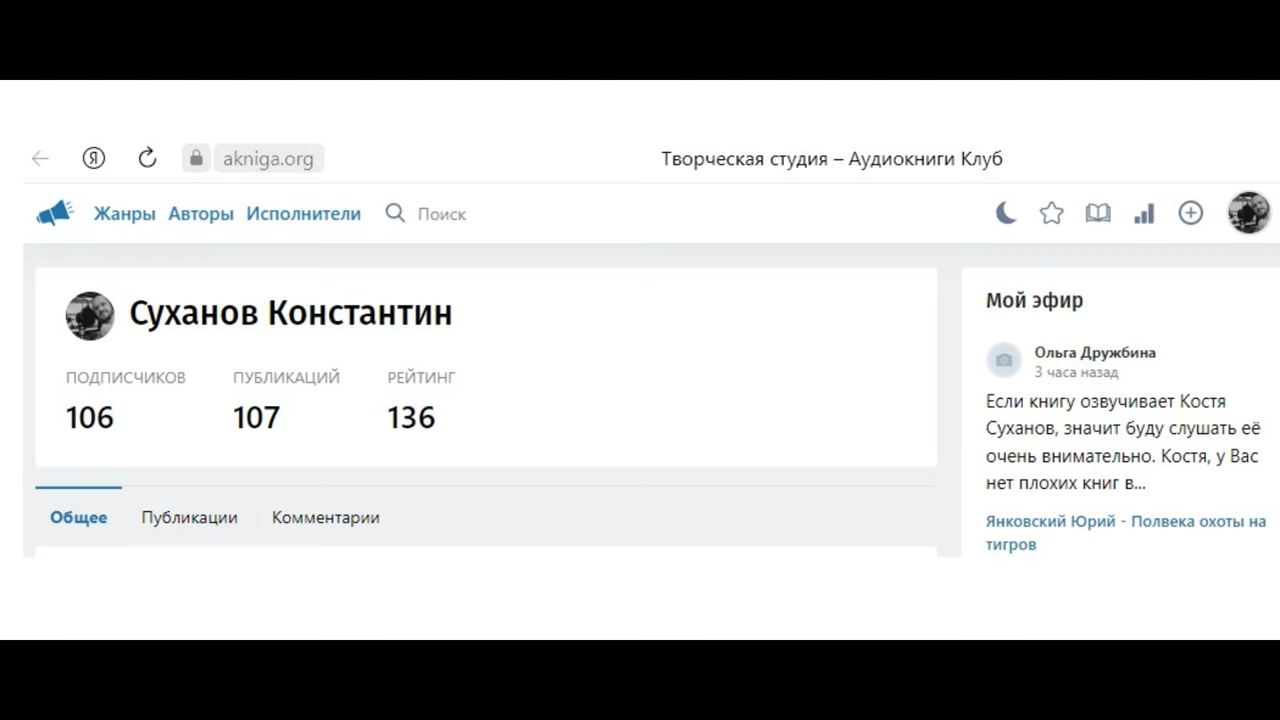 Я
akniga.org
Творческая студия – Аудиокниги Клуб
Жанры Авторы Исполнители Поиск
Суханов Константин
ПОДПИСЧИКОВ ПУБЛИКАЦИЙ РЕЙТИНГ
106 107 136
Общее Публикации Комментарии
Мой эфир
Ольга Дружбина
3 часа назад
Если книгу озвучивает Костя
Суханов, значит буду слушать её
очень внимательно. Костя, у Вас
нет плохих книг в...
Янковский Юрий - Полвека охоты на
тигров